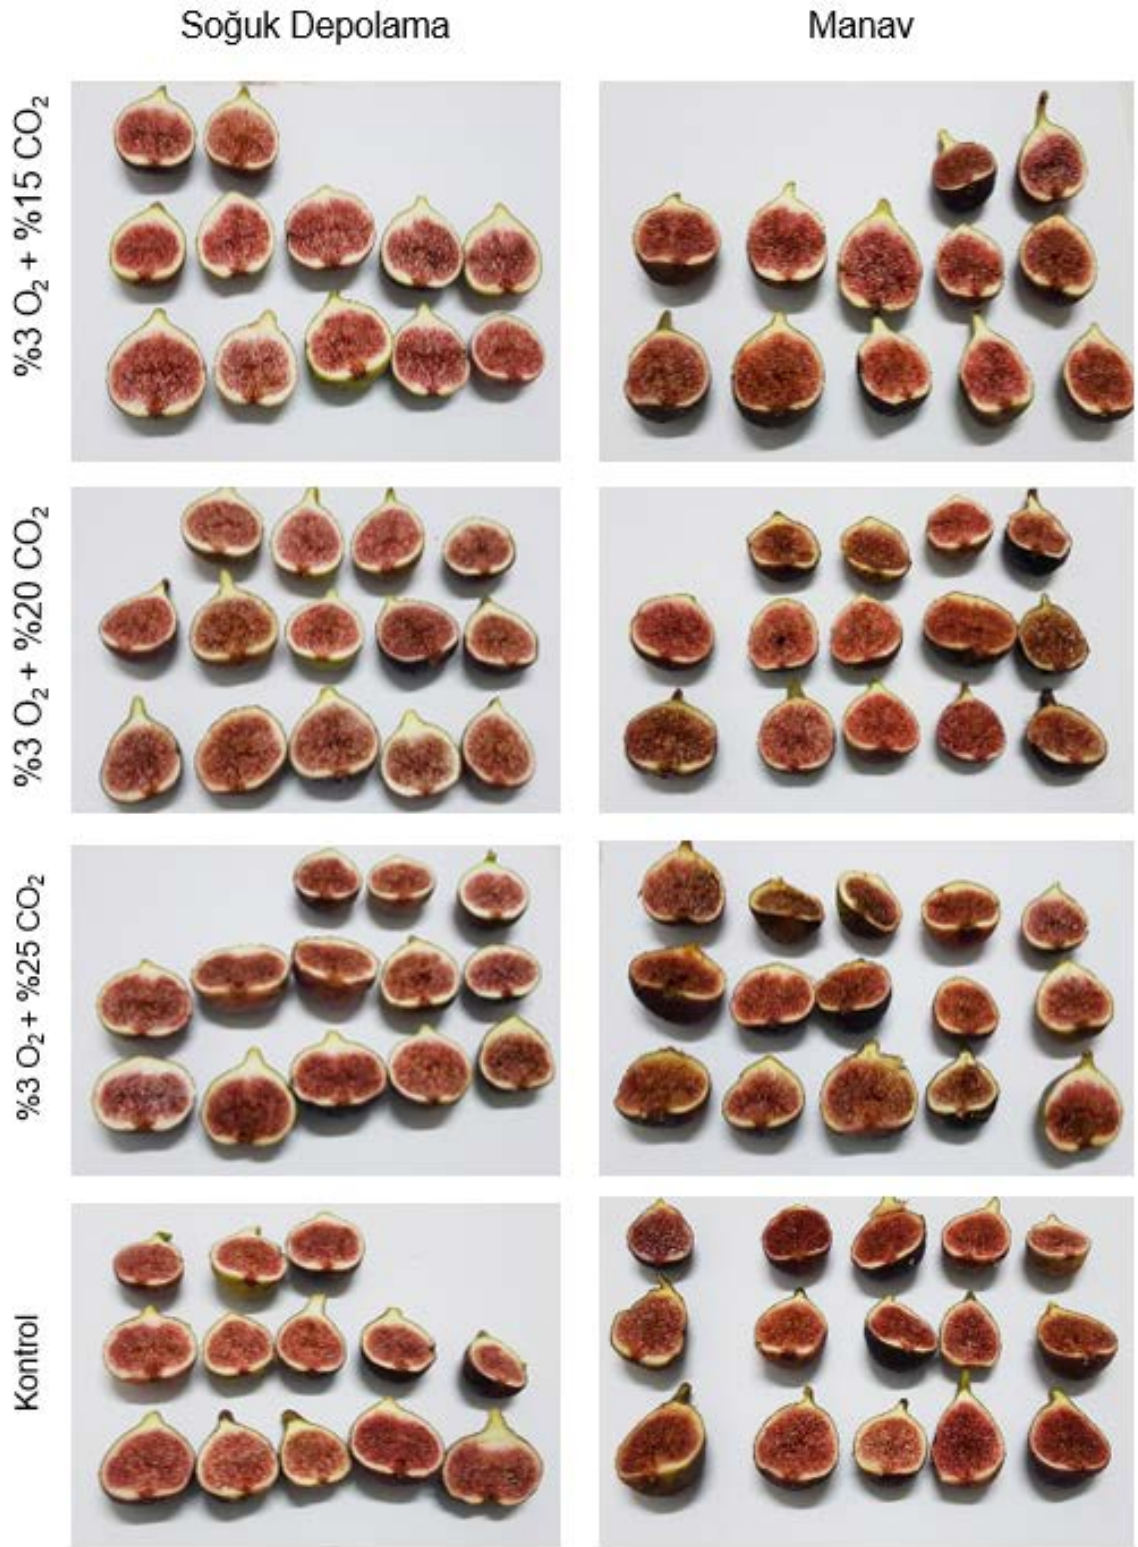 Soğuk Depolama
Manav
%3 O₂ + %15 CO₂
%3 O₂ + %20 CO₂
%3 O₂ + %25 CO₂
Kontrol